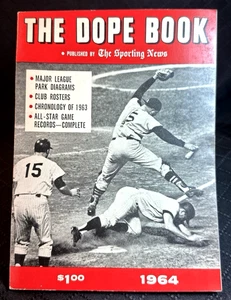 THE DOPE BOOK
• PUBLISHED BY The Sporting News
• MAJOR LEAGUE
PARK DIAGRAMS
• CLUB ROSTERS
• CHRONOLOGY OF 1963
• ALL-STAR GAME
RECORDS—COMPLETE
5
15
$1.00 1964